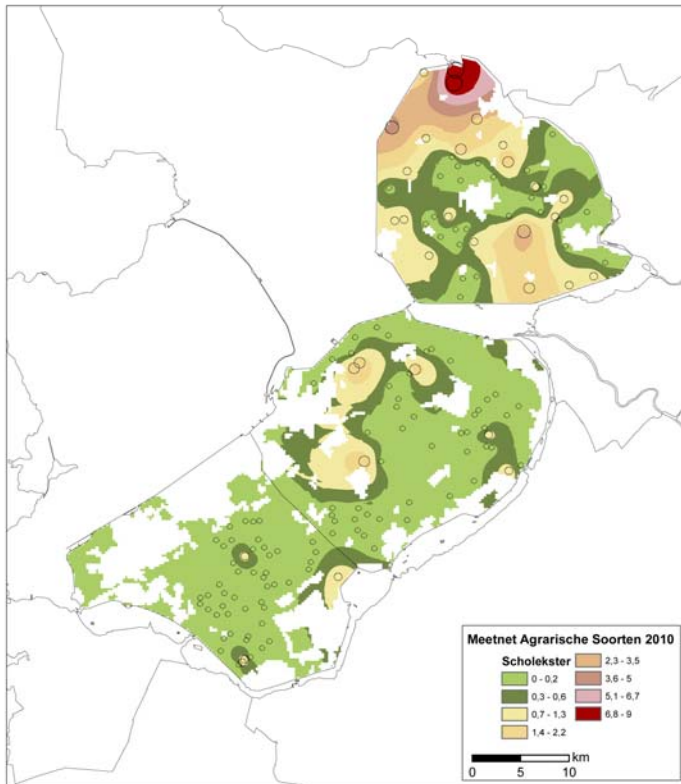 Meetnet Agrarische Soorten 2010
Scholekster
0 - 0,2
0,3 - 0,6
0,7 - 1,3
1,4 - 2,2
2,3 - 3,5
3,6 - 5
5,1 - 6,7
6,8 - 9
km
0 5 10